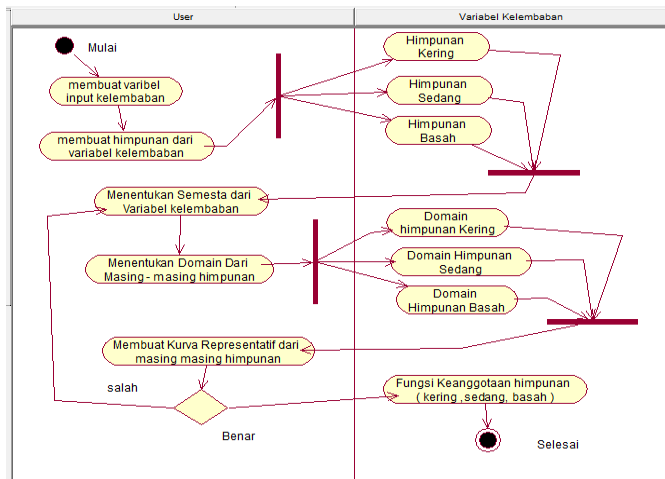 User
Variabel Kelembaban
Mulai
membuat varibel
input kelembaban
membuat himpunan dari
variabel kelembaban
Himpunan
Kering
Himpunan
Sedang
Himpunan
Basah
Menentukan Semesta dari
Variabel kelembaban
Menentukan Domain Dari
Masing - masing himpunan
Domain
himpunan Kering
Domain Himpunan
Sedang
Domain
Himpunan Basah
Membuat Kurva Representatif dari
masing masing himpunan
salah
Benar
Fungsi Keanggotaan himpunan
( kering ,sedang, basah )
Selesai